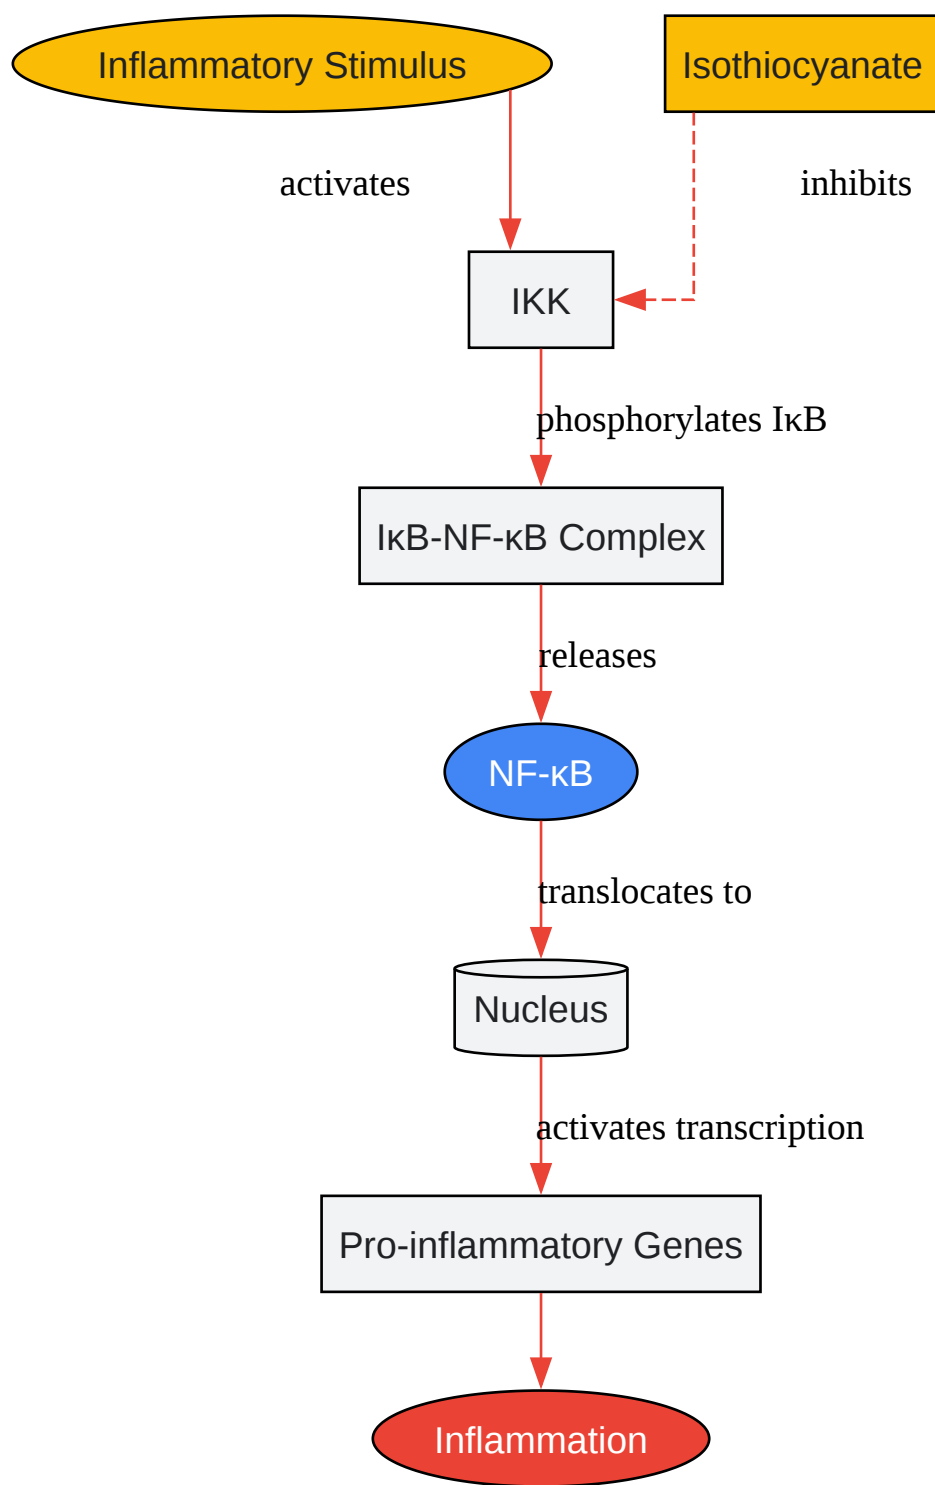 Inflammatory Stimulus
Isothiocyanate
activates
inhibits
IKK
phosphorylates IκB
IκB-NF-κB Complex
releases
NF-κB
translocates to
Nucleus
activates transcription
Pro-inflammatory Genes
Inflammation